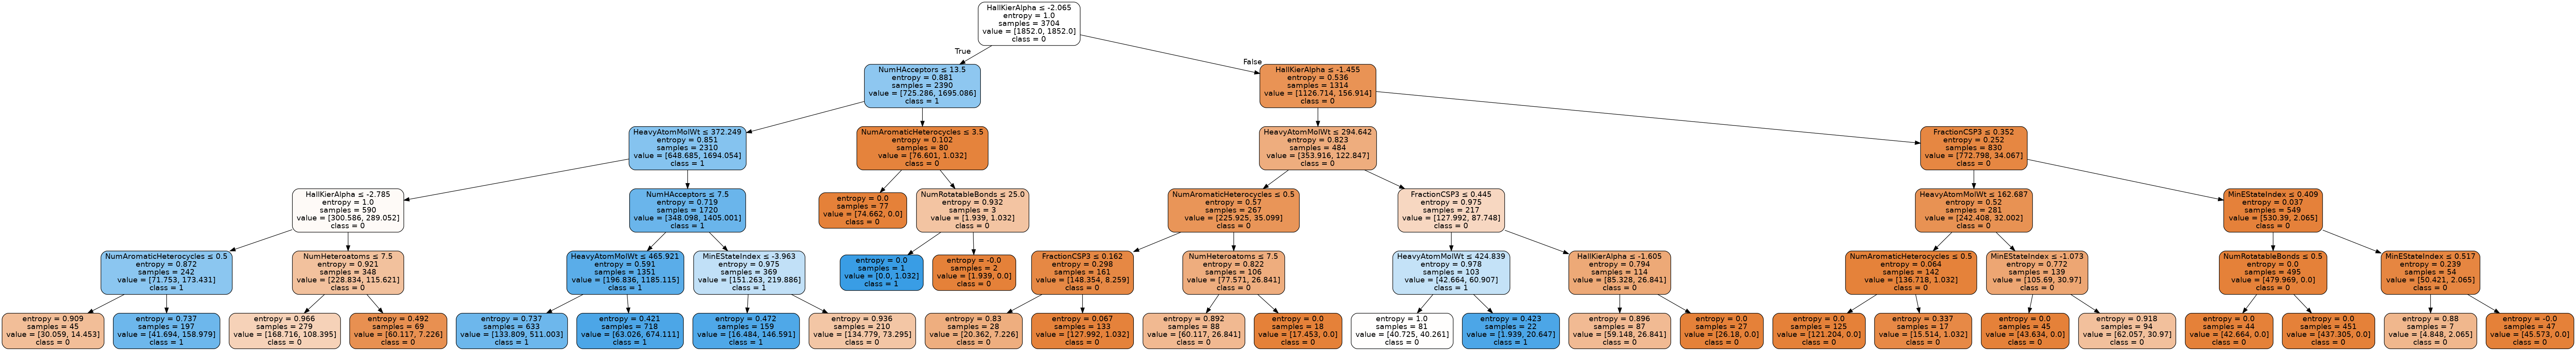 HallKierAlpha ≤ -2.065
entropy = 1.0
samples = 3704
value = [1852.0, 1852.0]
class = 0
True
False
NumHAcceptors ≤ 13.5
entropy = 0.881
samples = 2390
value = [725.286, 1695.086]
class = 1
HallKierAlpha ≤ -1.455
entropy = 0.536
samples = 1314
value = [1126.714, 156.914]
class = 0
HeavyAtomMolWt ≤ 372.249
entropy = 0.851
samples = 2310
value = [648.685, 1694.054]
class = 1
NumAromaticHeterocycles ≤ 3.5
entropy = 0.102
samples = 80
value = [76.601, 1.032]
class = 0
HeavyAtomMolWt ≤ 294.642
entropy = 0.823
samples = 484
value = [353.916, 122.847]
class = 0
FractionCSP3 ≤ 0.352
entropy = 0.252
samples = 830
value = [772.798, 34.067]
class = 0
HallKierAlpha ≤ -2.785
entropy = 1.0
samples = 590
value = [300.586, 289.052]
class = 0
NumHAcceptors ≤ 7.5
entropy = 0.719
samples = 1720
value = [348.098, 1405.001]
class = 1
entropy = 0.0
samples = 77
value = [74.662, 0.0]
class = 0
NumRotatableBonds ≤ 25.0
entropy = 0.932
samples = 3
value = [1.939, 1.032]
class = 0
NumAromaticHeterocycles ≤ 0.5
entropy = 0.57
samples = 267
value = [225.925, 35.099]
class = 0
FractionCSP3 ≤ 0.445
entropy = 0.975
samples = 217
value = [127.992, 87.748]
class = 0
HeavyAtomMolWt ≤ 162.687
entropy = 0.52
samples = 281
value = [242.408, 32.002]
class = 0
MinEStateIndex ≤ 0.409
entropy = 0.037
samples = 549
value = [530.39, 2.065]
class = 0
NumAromaticHeterocycles ≤ 0.5
entropy = 0.872
samples = 242
value = [71.753, 173.431]
class = 1
NumHeteroatoms ≤ 7.5
entropy = 0.921
samples = 348
value = [228.834, 115.621]
class = 0
HeavyAtomMolWt ≤ 465.921
entropy = 0.591
samples = 1351
value = [196.836, 1185.115]
class = 1
MinEStateIndex ≤ -3.963
entropy = 0.975
samples = 369
value = [151.263, 219.886]
class = 1
entropy = 0.0
samples = 1
value = [0.0, 1.032]
class = 1
entropy = -0.0
samples = 2
value = [1.939, 0.0]
class = 0
FractionCSP3 ≤ 0.162
entropy = 0.298
samples = 161
value = [148.354, 8.259]
class = 0
NumHeteroatoms ≤ 7.5
entropy = 0.822
samples = 106
value = [77.571, 26.841]
class = 0
HeavyAtomMolWt ≤ 424.839
entropy = 0.978
samples = 103
value = [42.664, 60.907]
class = 1
HallKierAlpha ≤ -1.605
entropy = 0.794
samples = 114
value = [85.328, 26.841]
class = 0
NumAromaticHeterocycles ≤ 0.5
entropy = 0.064
samples = 142
value = [136.718, 1.032]
class = 0
MinEStateIndex ≤ -1.073
entropy = 0.772
samples = 139
value = [105.69, 30.97]
class = 0
NumRotatableBonds ≤ 0.5
entropy = 0.0
samples = 495
value = [479.969, 0.0]
class = 0
MinEStateIndex ≤ 0.517
entropy = 0.239
samples = 54
value = [50.421, 2.065]
class = 0
entropy = 0.909
samples = 45
value = [30.059, 14.453]
class = 0
entropy = 0.737
samples = 197
value = [41.694, 158.979]
class = 1
entropy = 0.966
samples = 279
value = [168.716, 108.395]
class = 0
entropy = 0.492
samples = 69
value = [60.117, 7.226]
class = 0
entropy = 0.737
samples = 633
value = [133.809, 511.003]
class = 1
entropy = 0.421
samples = 718
value = [63.026, 674.111]
class = 1
entropy = 0.472
samples = 159
value = [16.484, 146.591]
class = 1
entropy = 0.936
samples = 210
value = [134.779, 73.295]
class = 0
entropy = 0.83
samples = 28
value = [20.362, 7.226]
class = 0
entropy = 0.067
samples = 133
value = [127.992, 1.032]
class = 0
entropy = 0.892
samples = 88
value = [60.117, 26.841]
class = 0
entropy = 0.0
samples = 18
value = [17.453, 0.0]
class = 0
entropy = 1.0
samples = 81
value = [40.725, 40.261]
class = 0
entropy = 0.423
samples = 22
value = [1.939, 20.647]
class = 1
entropy = 0.896
samples = 87
value = [59.148, 26.841]
class = 0
entropy = 0.0
samples = 27
value = [26.18, 0.0]
class = 0
entropy = 0.0
samples = 125
value = [121.204, 0.0]
class = 0
entropy = 0.337
samples = 17
value = [15.514, 1.032]
class = 0
entropy = 0.0
samples = 45
value = [43.634, 0.0]
class = 0
entropy = 0.918
samples = 94
value = [62.057, 30.97]
class = 0
entropy = 0.0
samples = 44
value = [42.664, 0.0]
class = 0
entropy = 0.0
samples = 451
value = [437.305, 0.0]
class = 0
entropy = 0.88
samples = 7
value = [4.848, 2.065]
class = 0
entropy = -0.0
samples = 47
value = [45.573, 0.0]
class = 0